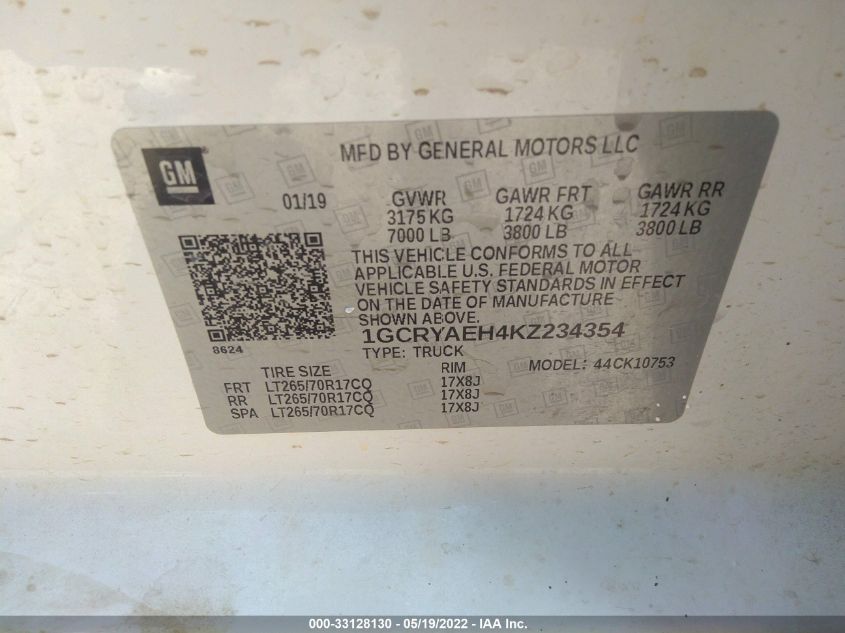 GM
MFD BY GENERAL MOTORS LLC
01/19 GVWR GAWR FRT GAWR RR
3175 KG 1724 KG 1724 KG
7000 LB 3800 LB 3800 LB
THIS VEHICLE CONFORMS TO ALL
APPLICABLE U.S. FEDERAL MOTOR
VEHICLE SAFETY STANDARDS IN EFFECT
ON THE DATE OF MANUFACTURE
SHOWN ABOVE.
8624
1GCRYAEH4KZ234354
TYPE: TRUCK MODEL: 44CK10753
TIRE SIZE RIM
FRT LT265/70R17CQ 17X8J
RR LT265/70R17CQ 17X8J
SPA LT265/70R17CQ 17X8J
000-33128130 - 05/19/2022 - IAA Inc.